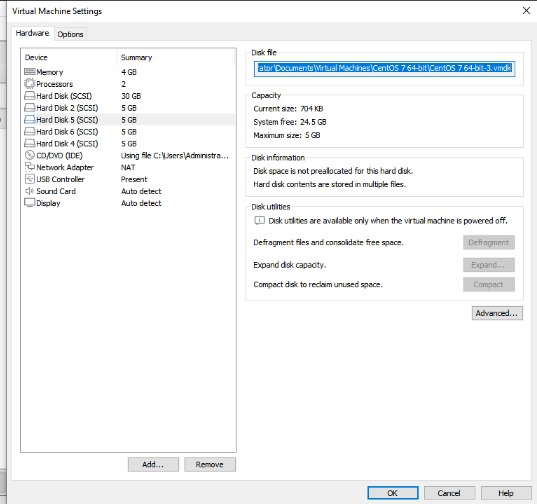 Virtual Machine Settings
Hardware Options
Device Summary
Memory 4 GB
Processors 2
Hard Disk (SCSI) 30 GB
Hard Disk 2 (SCSI) 5 GB
Hard Disk 5 (SCSI) 5 GB
Hard Disk 6 (SCSI) 5 GB
Hard Disk 4 (SCSI) 5 GB
CD/DVD (IDE) Using file C:\Users\Administra...
Network Adapter NAT
USB Controller Present
Sound Card Auto detect
Display Auto detect
Add... Remove
Disk file
ator\Documents\Virtual Machines\CentOS 7 64-bit\CentOS 7 64-bit-3.vmdk
Capacity
Current size: 704 KB
System free: 24.5 GB
Maximum size: 5 GB
Disk information
Disk space is not preallocated for this hard disk.
Hard disk contents are stored in multiple files.
Disk utilities
Disk utilities are available only when the virtual machine is powered off.
Defragment files and consolidate free space. Defragment
Expand disk capacity. Expand...
Compact disk to reclaim unused space. Compact
Advanced...
OK Cancel Help